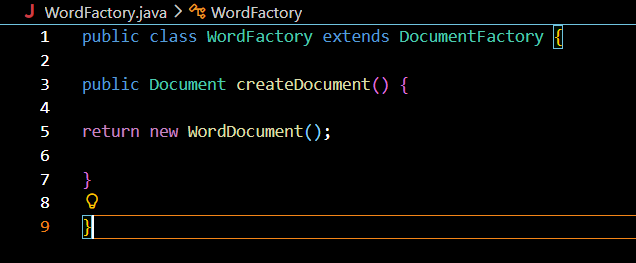 J WordFactory.java > WordFactory
1 public class WordFactory extends DocumentFactory {
2
3 public Document createDocument() {
4
5 return new WordDocument();
6
7 }
8
9 }